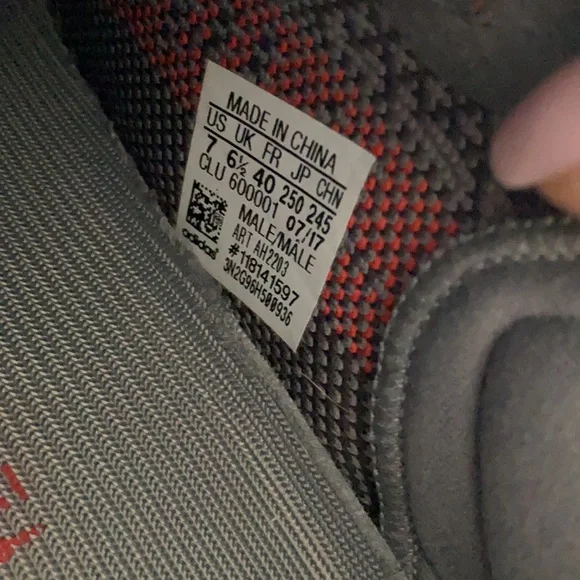 MADE IN CHINA
US UK FR JP CHN
7 6½ 40 250 245
CLU 600001 07/17
MALE/MALE
ART AH2203
#118141597
3N2G96H500936
adidas